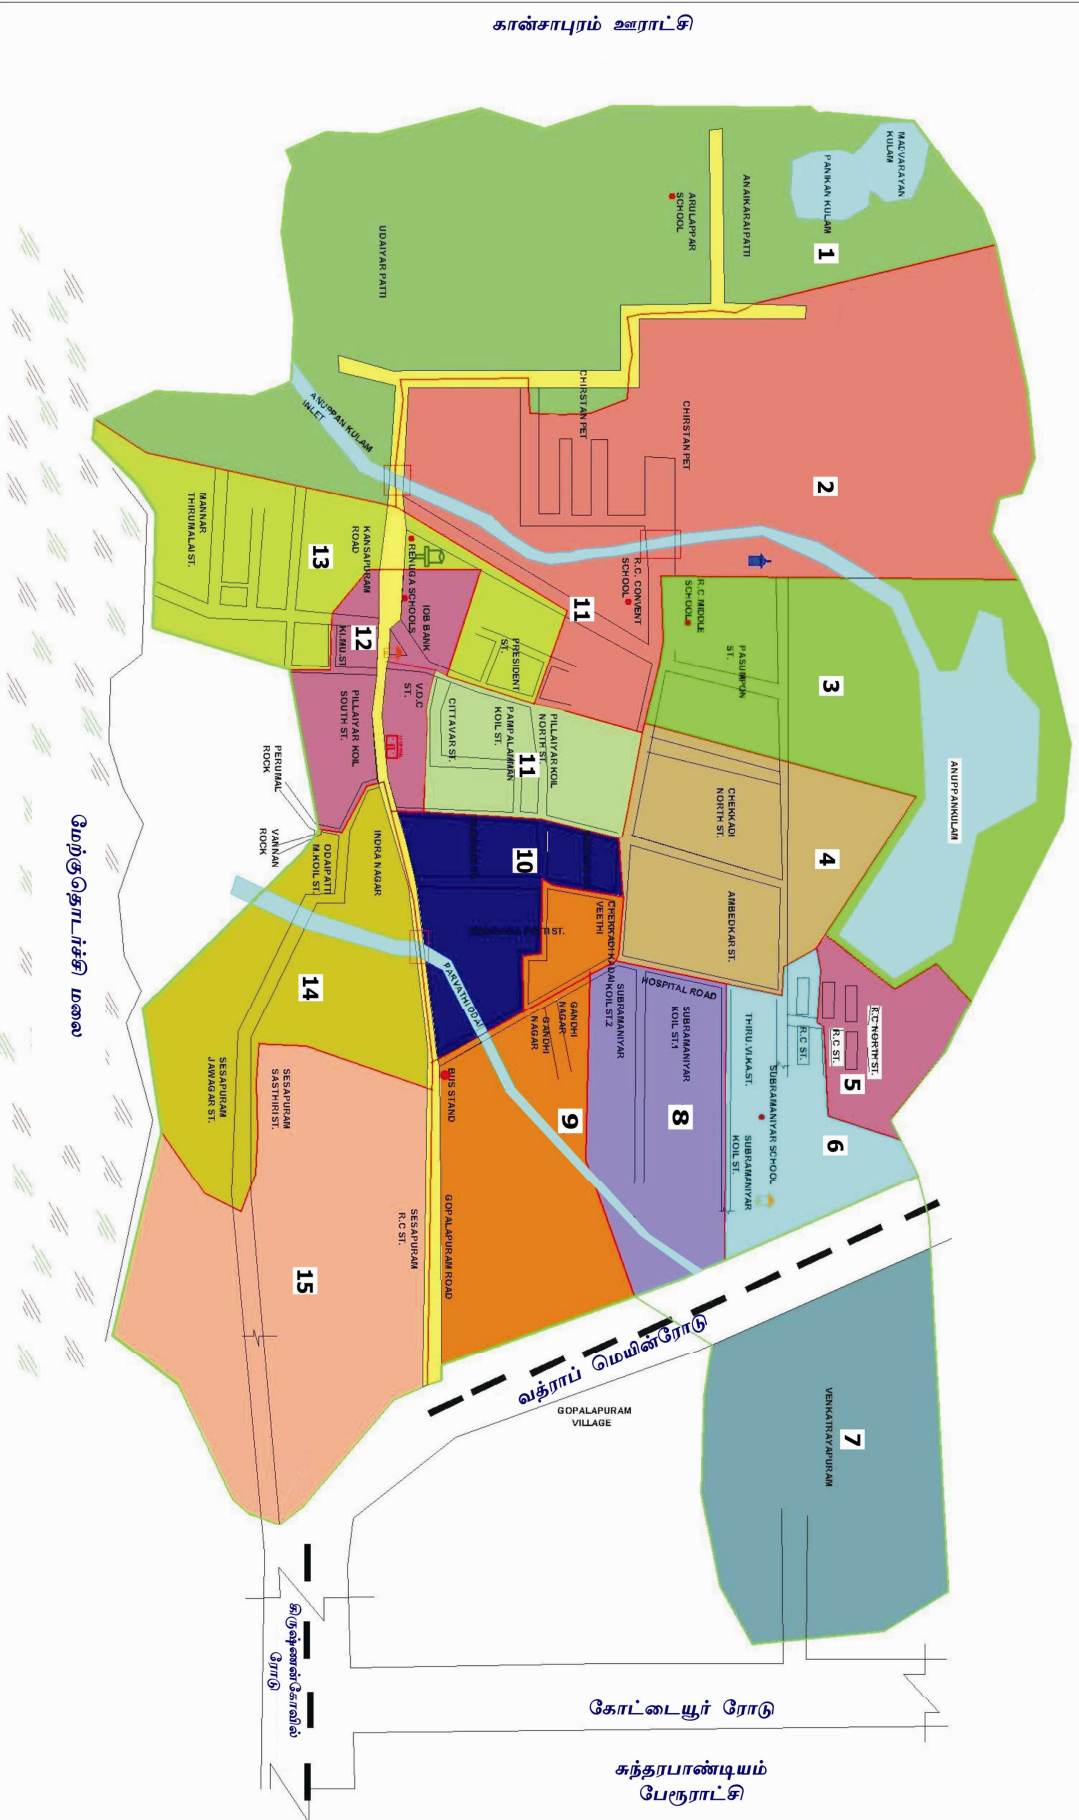 கான்சாபுரம் ஊராட்சி
MADVARAYAN
KULAM
PANIKAN KULAM
ANAIKARAIPATTI
ARULAPPAR
SCHOOL
1
UDAIYAR PATTI
ANUPPAN KULAM
INLET
CHIRSTAN PET
CHIRSTAN PET
2
MANNAR
THIRUMALAI ST.
KANSAPURAM
ROAD
13
RENUGA SCHOOLS
IOB BANK
R.C. CONVENT
SCHOOL
11
R.C. MIDDLE
SCHOOL
PASUMPON
ST.
3
12
KI.MU.ST
PRESIDENT
ST.
V.O.C
ST.
PILLAIYAR KOIL
SOUTH ST.
CITTAVAR ST.
PAMPALAMMAN
KOIL ST.
PILLAIYAR KOIL
NORTH ST.
11
PERUMAL
ROCK
VANNAN
ROCK
CHEKKADI
NORTH ST.
ANUPPANKULAM
4
மேற்குதொடர்ச்சி மலை
INDRA NAGAR
ODAIPATTI
M.KOIL ST.
10
AMBEDKAR ST.
CHEKKADI KADAI
VEETHI
14
PARVATHI ODAI
HOSPITAL ROAD
SUBRAMANIYAR
KOIL ST.2
SUBRAMANIYAR
KOIL ST.1
GANDHI
NAGAR
GANDHI
NAGAR
THIRU.VI.KA.ST.
R.C ST.
R.C ST.
R.C NORTH ST.
5
SESAPURAM
JAWAGAR ST.
SESAPURAM
SASTHIRI ST.
BUS STAND
9
8
SUBRAMANIYAR SCHOOL
SUBRAMANIYAR
KOIL ST.
6
SESAPURAM
R.C ST.
GOPALAPURAM ROAD
15
வத்ராப் மெயின்ரோடு
GOPALAPURAM
VILLAGE
VENKATRAYAPURAM
7
கிருஷ்ணன்கோவில்
ரோடு
கோட்டையூர் ரோடு
சுந்தரபாண்டியம்
பேரூராட்சி